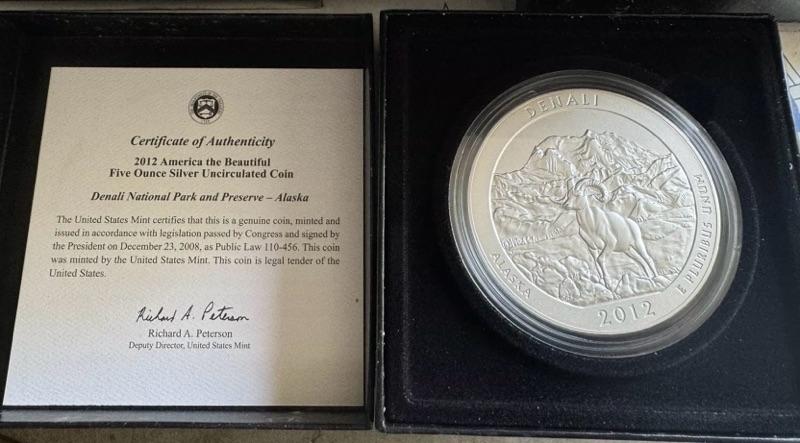 Certificate of Authenticity
2012 America the Beautiful
Five Ounce Silver Uncirculated Coin
Denali National Park and Preserve – Alaska
The United States Mint certifies that this is a genuine coin, minted and
issued in accordance with legislation passed by Congress and signed by
the President on December 23, 2008, as Public Law 110-456. This coin
was minted by the United States Mint. This coin is legal tender of the
United States.
Richard A. Peterson
Richard A. Peterson
Deputy Director, United States Mint
DENALI
ALASKA
2012
E PLURIBUS UNUM